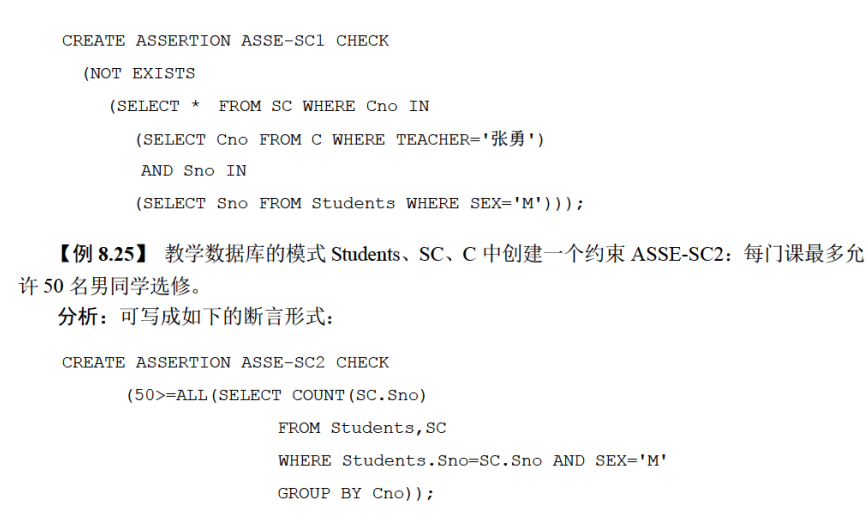 CREATE ASSERTION ASSE-SC1 CHECK
(NOT EXISTS
(SELECT * FROM SC WHERE Cno IN
(SELECT Cno FROM C WHERE TEACHER='张勇')
AND Sno IN
(SELECT Sno FROM Students WHERE SEX='M')));
【例 8.25】 教学数据库的模式 Students、SC、C 中创建一个约束 ASSE-SC2：每门课最多允
许 50 名男同学选修。
分析：可写成如下的断言形式：
CREATE ASSERTION ASSE-SC2 CHECK
(50>=ALL(SELECT COUNT(SC.Sno)
FROM Students,SC
WHERE Students.Sno=SC.Sno AND SEX='M'
GROUP BY Cno));